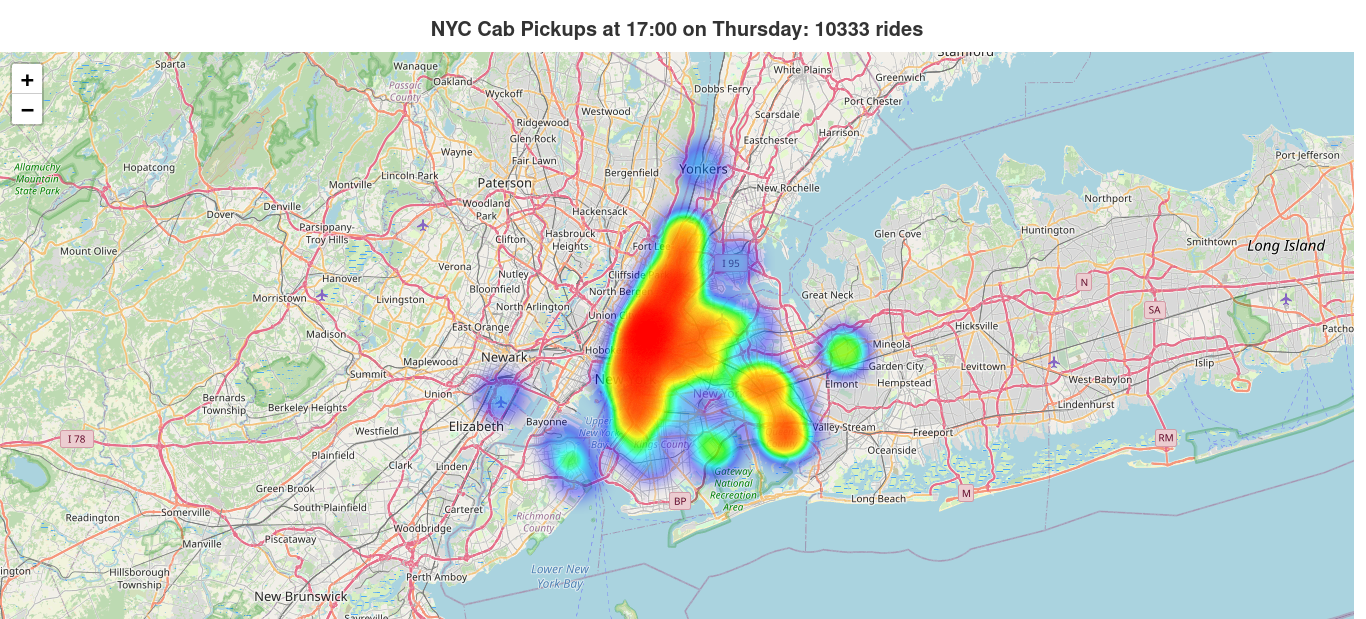 NYC Cab Pickups at 17:00 on Thursday: 10333 rides
+
−
Sparta
Wanaque
Stamford
White Plains
Oakland
Passaic
County
Wyckoff
Dobbs Ferry
Greenwich
Port Chester
Westwood
Scarsdale
Ridgewood
Glen Rock
Harrison
Eastchester
Wayne
Fair Lawn
Port Jefferson
Allamuchy
Mountain
State Park
Hopatcong
Lincoln Park
Bergenfield
Yonkers
Montville
Paterson
New Rochelle
Northport
Woodland
Park
Hackensack
Denville
Dover
Parsippany-
Troy Hills
Hasbrouck
Heights
Clifton
Fort Lee
Glen Cove
Huntington
Smithtown
Long Island
Mount Olive
Verona
I 95
Nutley
Cliffside
Hanover
Bloomfield
North Bergen
N
Morristown
Livingston
North Arlington
Great Neck
SA
Union C
East Orange
Hicksville
Madison
Mineola
Patcho
Hobo
Newark
Maplewood
Summit
Garden City
Levittown
Islip
Elmont
Hempstead
West Babylon
Bernards
Township
Union
New York
New Yor
Berkeley Heights
Lindenhurst
Elizabeth
Bayonne
Upper
New Yor
Bay
Kings County
Valley Stream
Freeport
I 78
Westfield
RM
Oceanside
Plainfield
Clark
Linden
Gateway
National
Recreation
Area
Green Brook
M
Long Beach
BP
South Plainfield
Carteret
Readington
Somerville
Richmond
County
Woodbridge
Manville
Piscataway
ington
Hillsborough
Township
Perth Amboy
Lower New
York Bay
New Brunswick
Sayreville